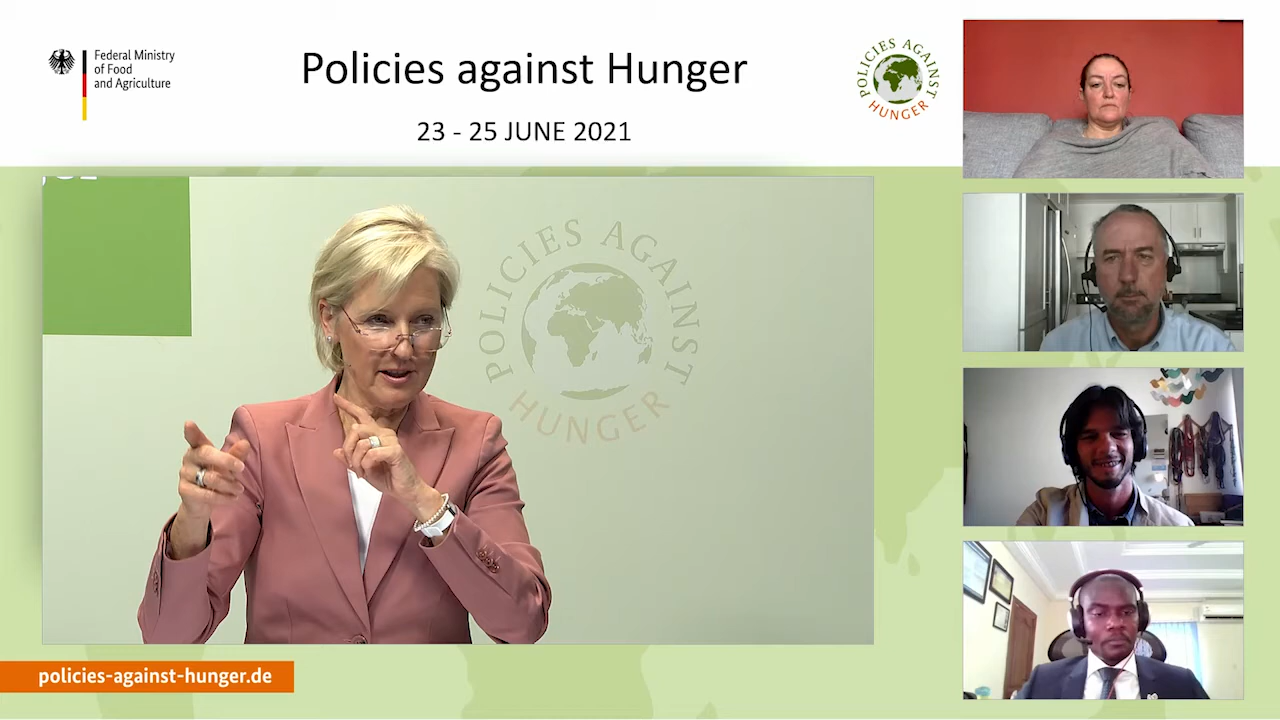 Federal Ministry
of Food
and Agriculture
Policies against Hunger
23 - 25 JUNE 2021
POLICIES AGAINST
HUNGER
POLICIES AGAINST
HUNGER
policies-against-hunger.de